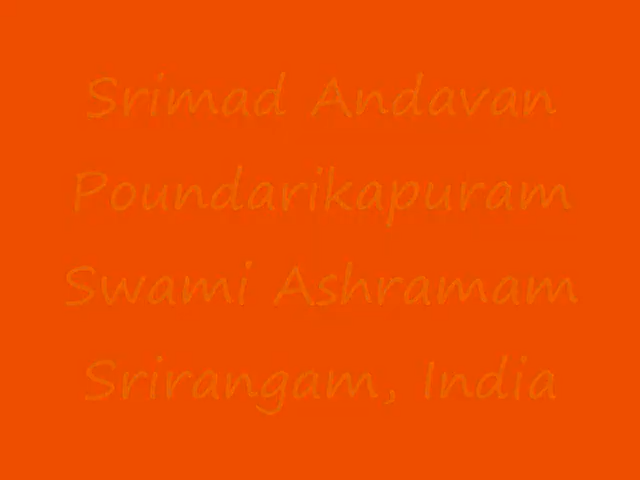 Srimad Andavan
Poundarikapuram
Swami Ashramam
Srirangam, India